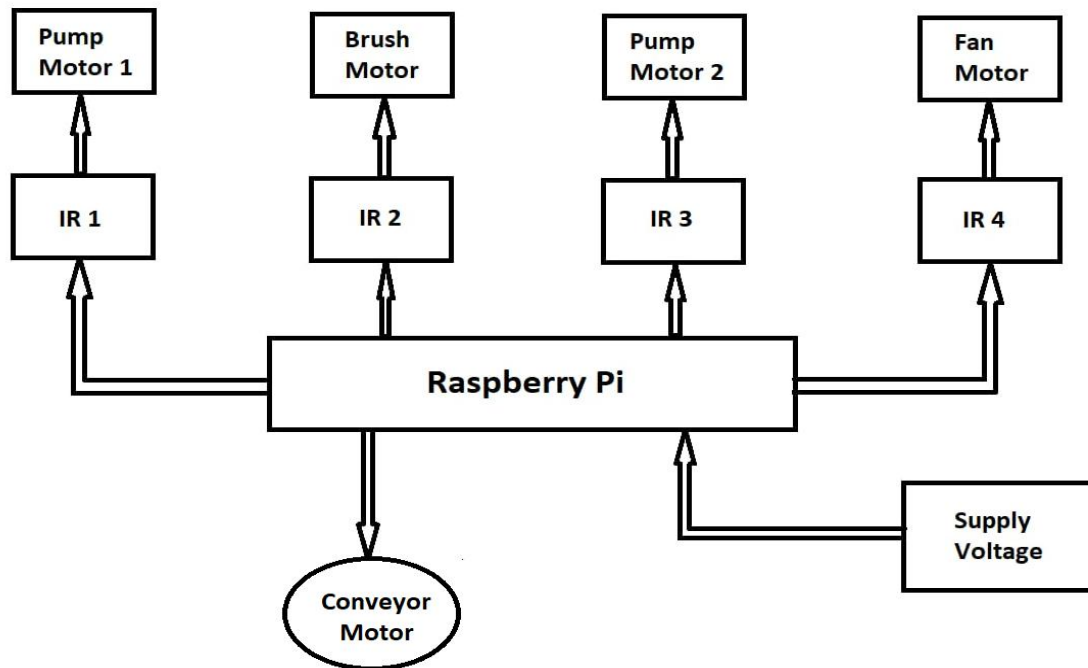 Pump
Motor 1
Brush
Motor
Pump
Motor 2
Fan
Motor
IR 1
IR 2
IR 3
IR 4
Raspberry Pi
Supply
Voltage
Conveyor
Motor